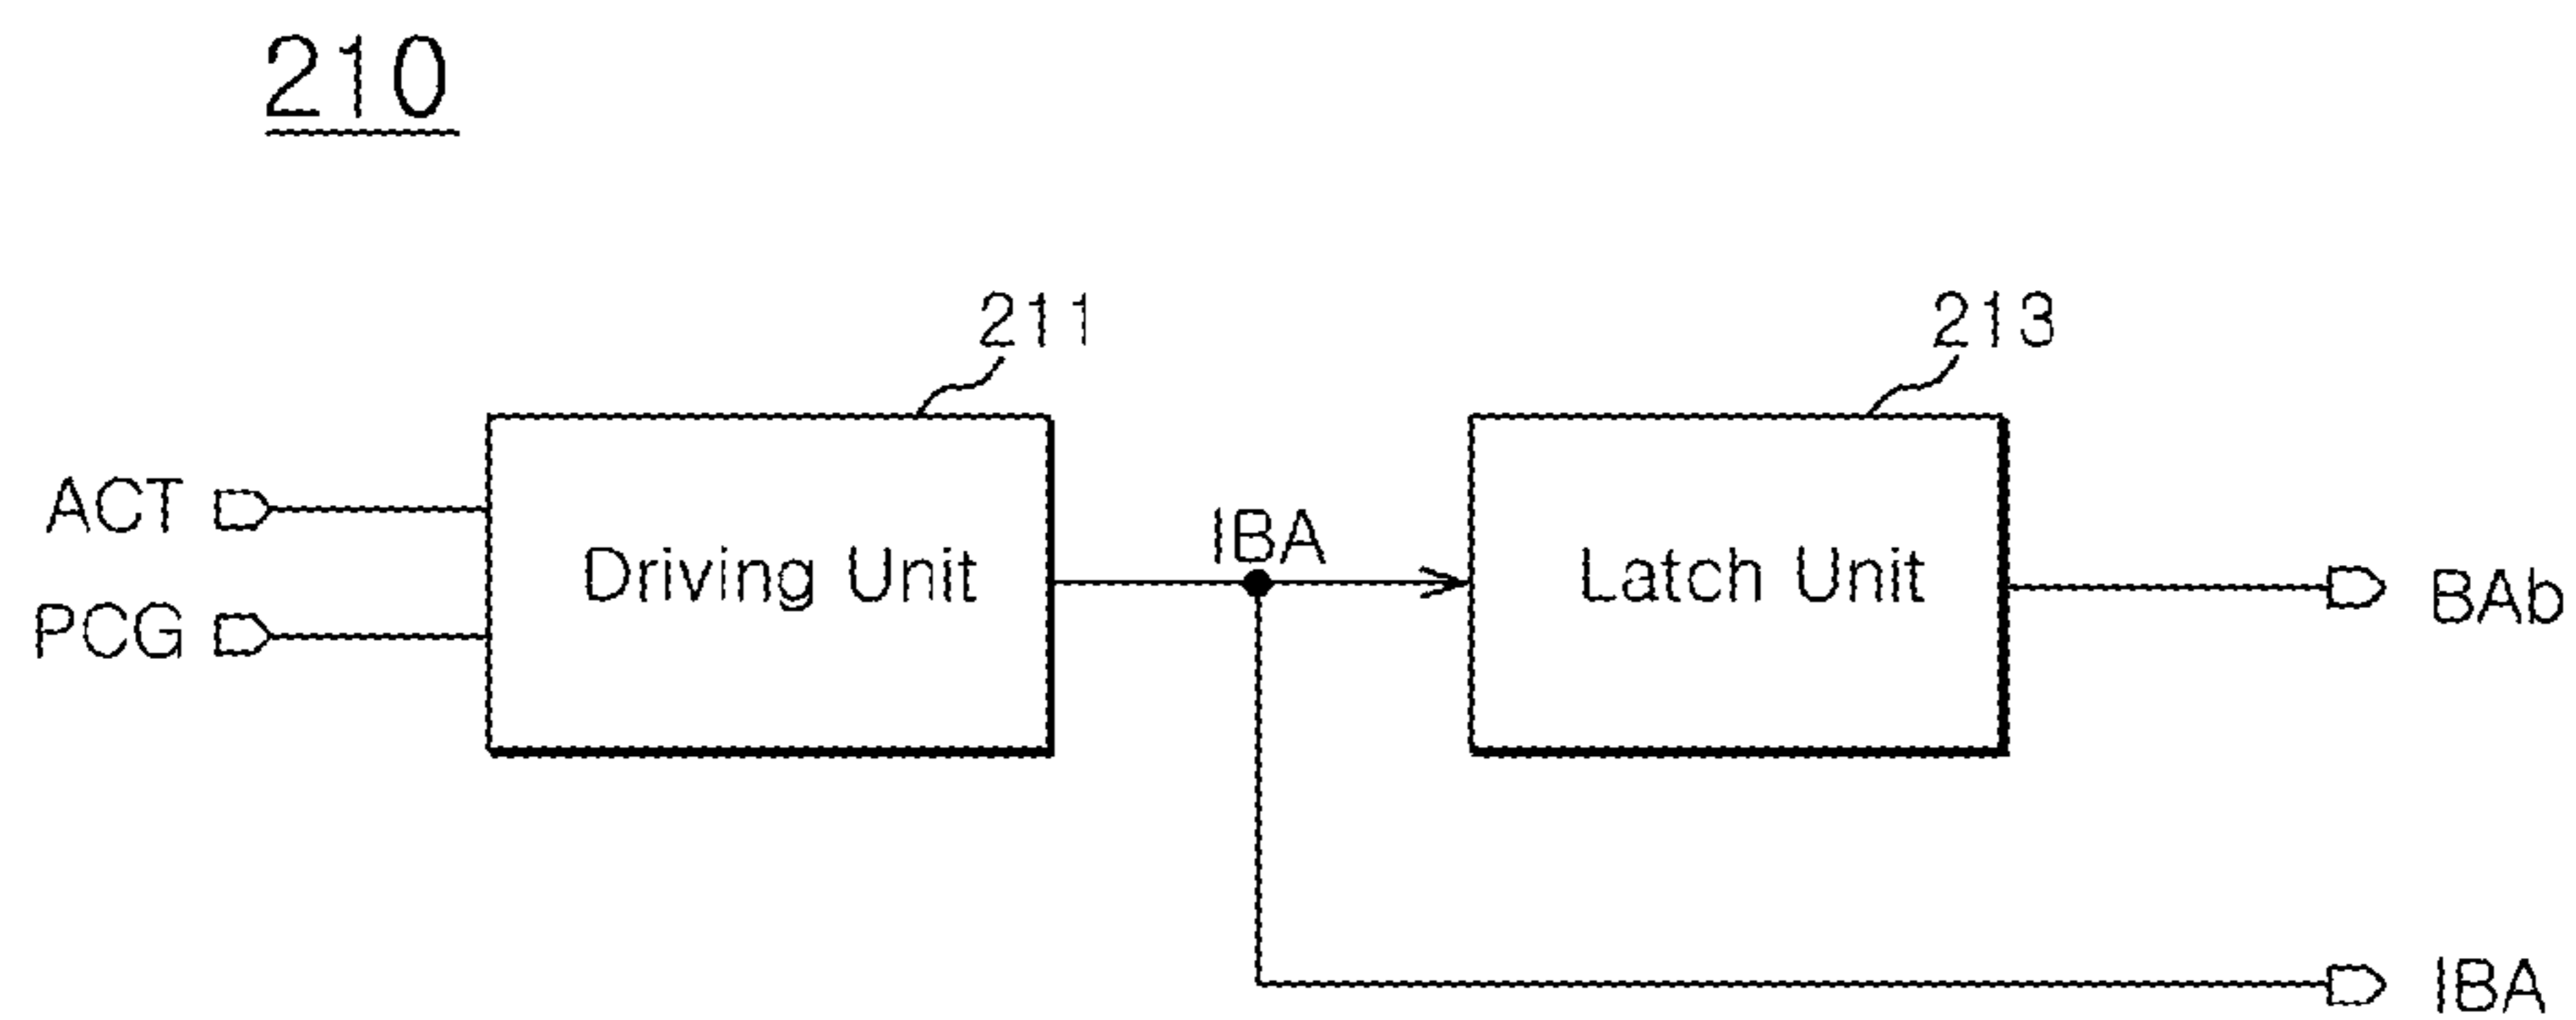 210
211
213
ACT
PCG
Driving Unit
IBA
Latch Unit
BAb
IBA